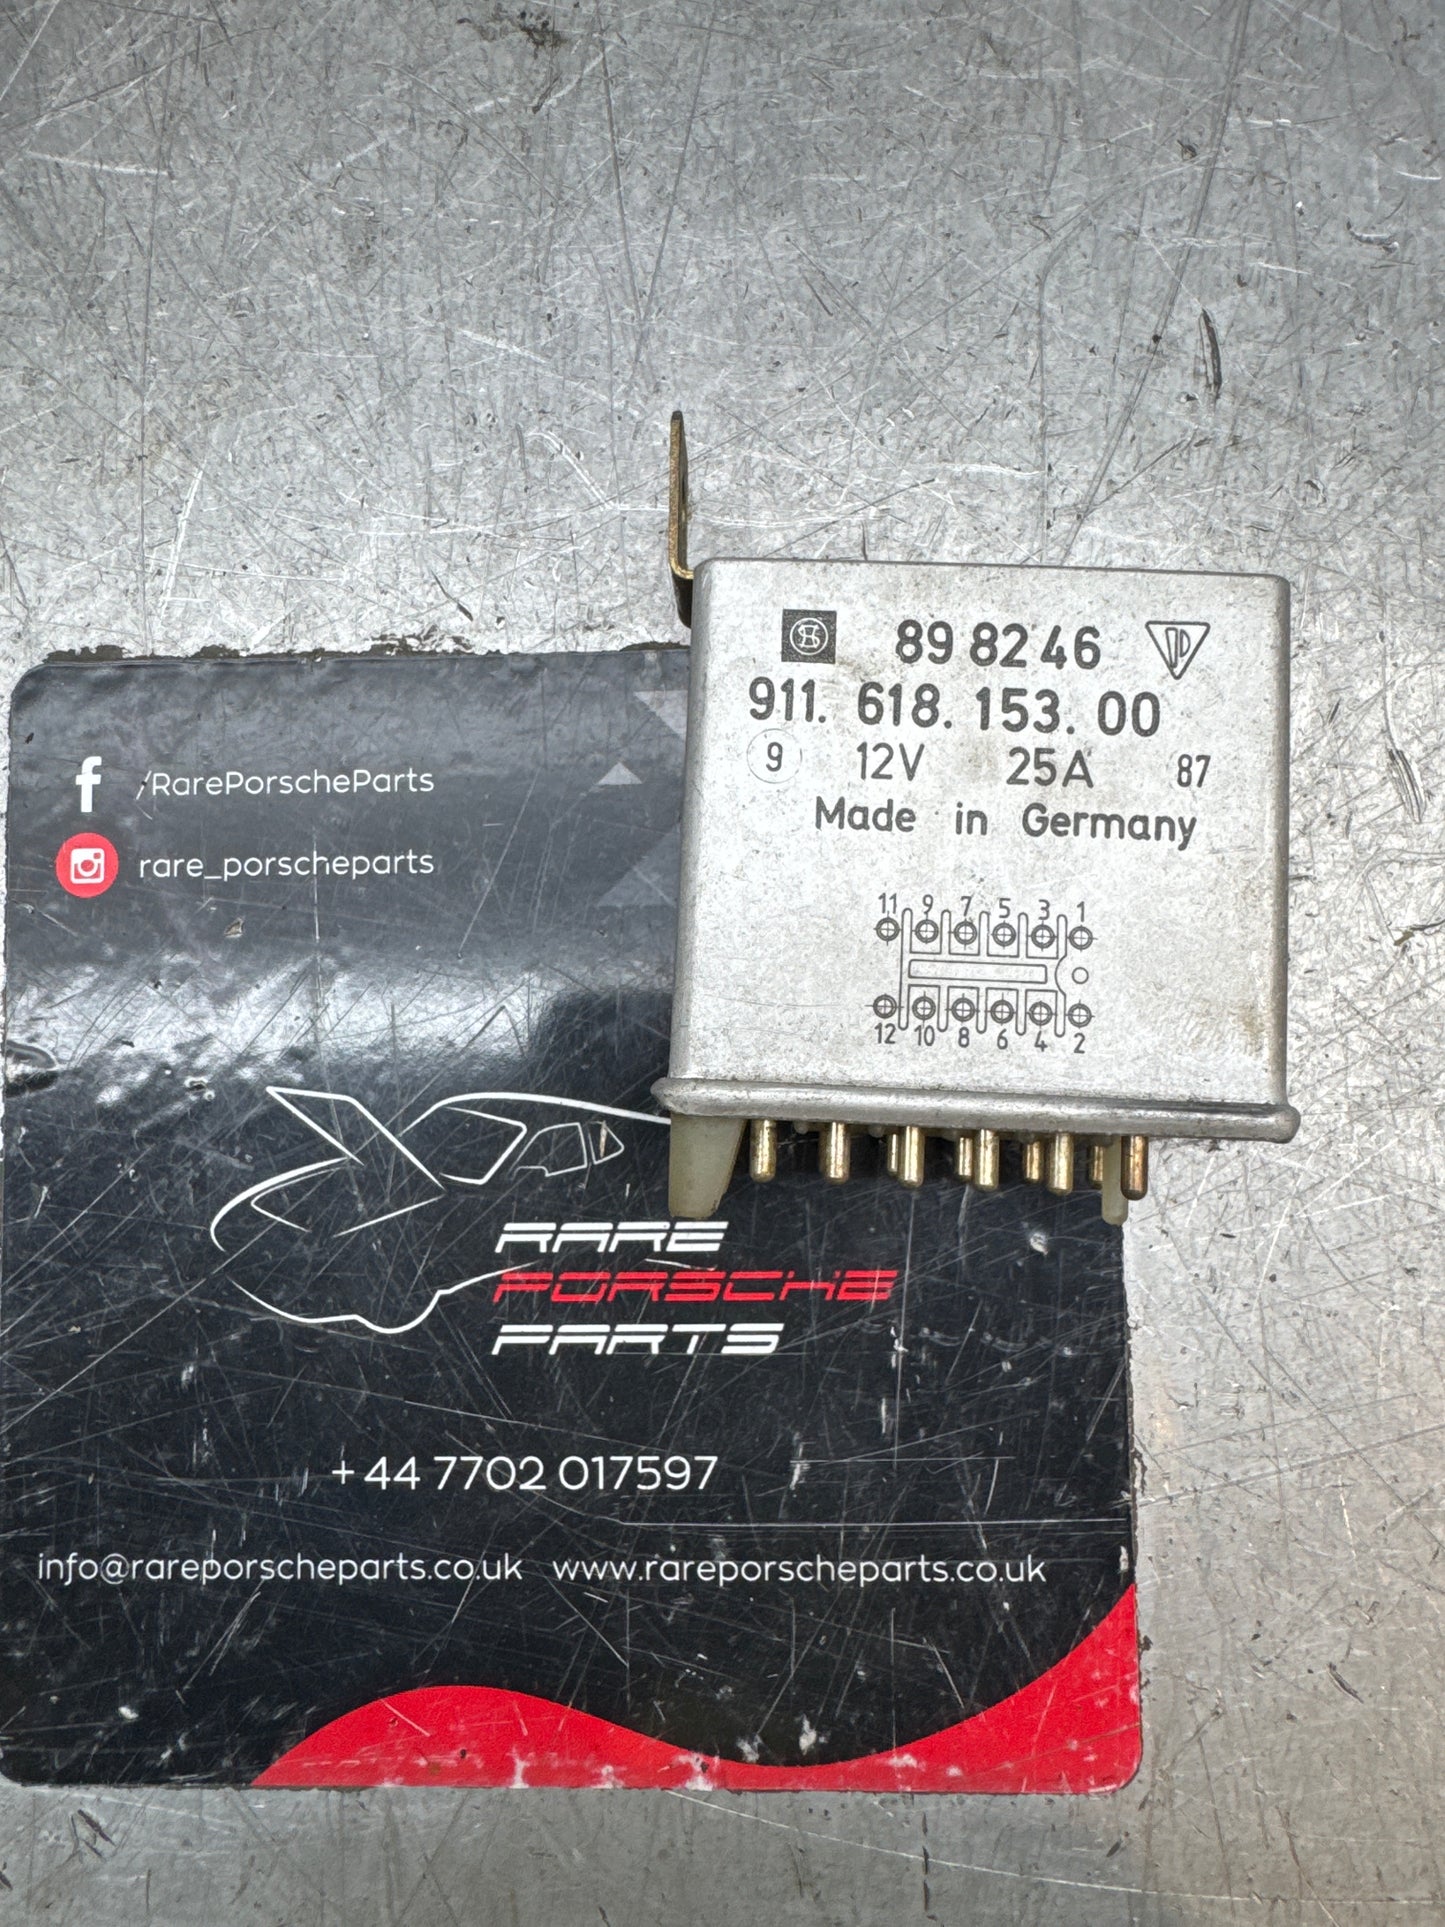 89 8246
911. 618. 153. 00
9 12V 25A 87
Made in Germany
11 9 7 5 3 1
12 10 8 6 4 2
/RarePorscheParts
rare_porscheparts
RARE
PORSCHE
PARTS
+44 7702 017597
info@rareporscheparts.co.uk www.rareporscheparts.co.uk